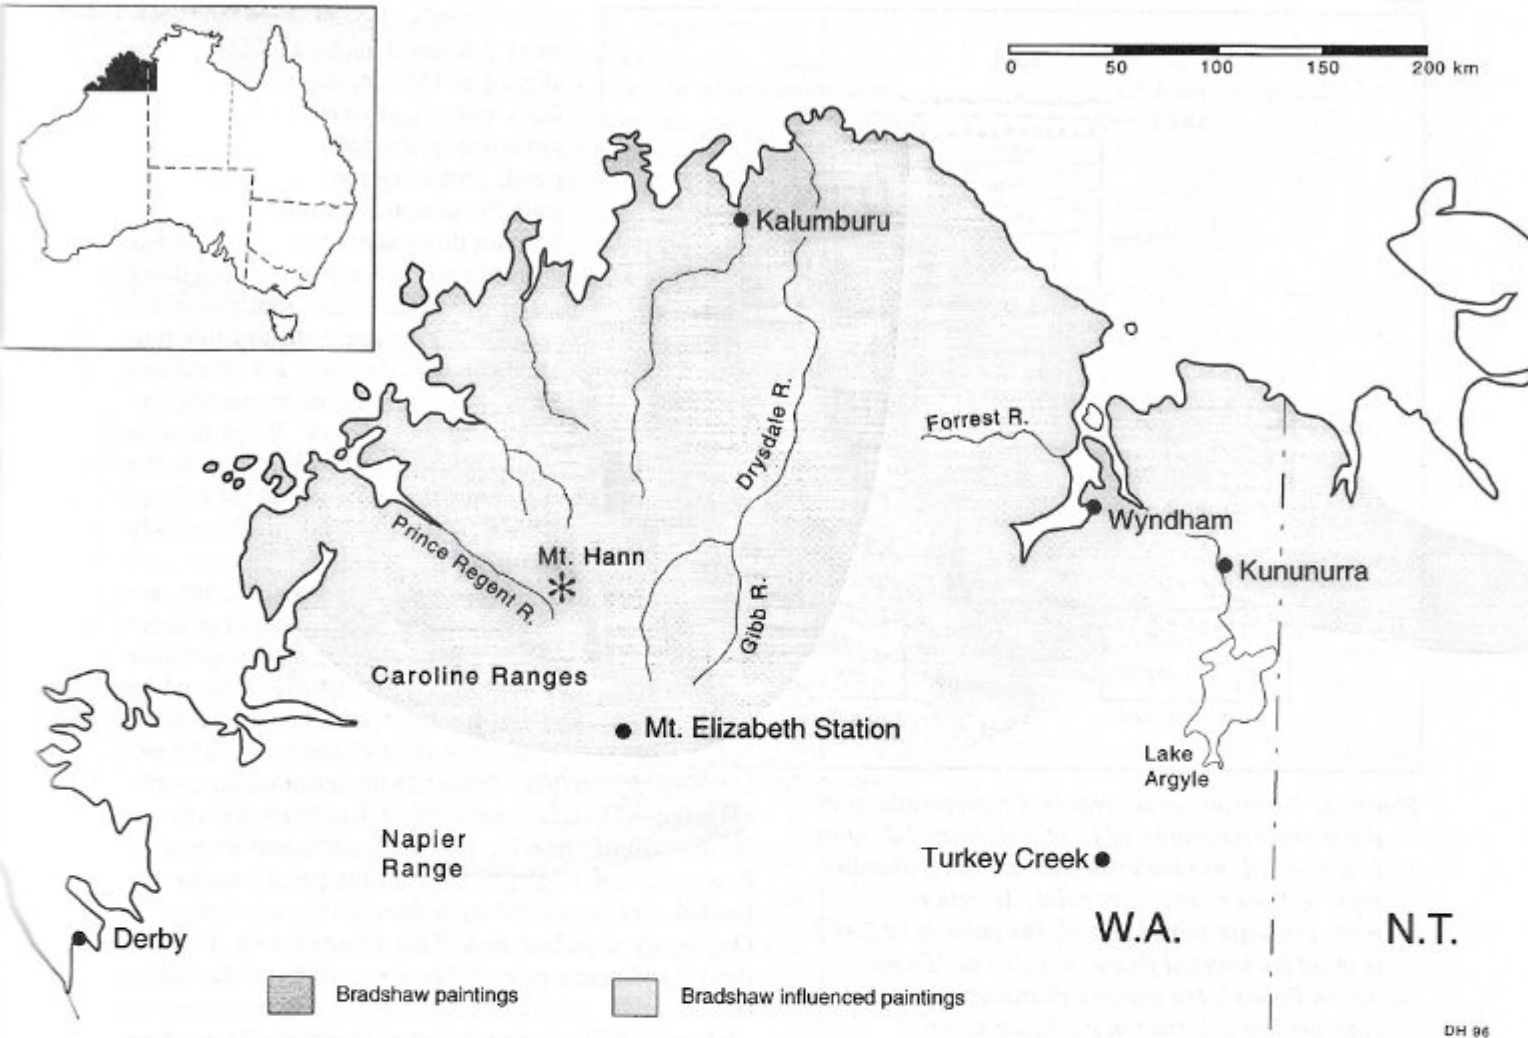 0 50 100 150 200 km
Kalumburu
Drysdale R.
Forrest R.
Wyndham
Prince Regent R.
Mt. Hann
Kununurra
Gibb R.
Caroline Ranges
Mt. Elizabeth Station
Lake
Argyle
Napier
Range
Turkey Creek
W.A.
N.T.
Derby
Bradshaw paintings
Bradshaw influenced paintings
DH 96